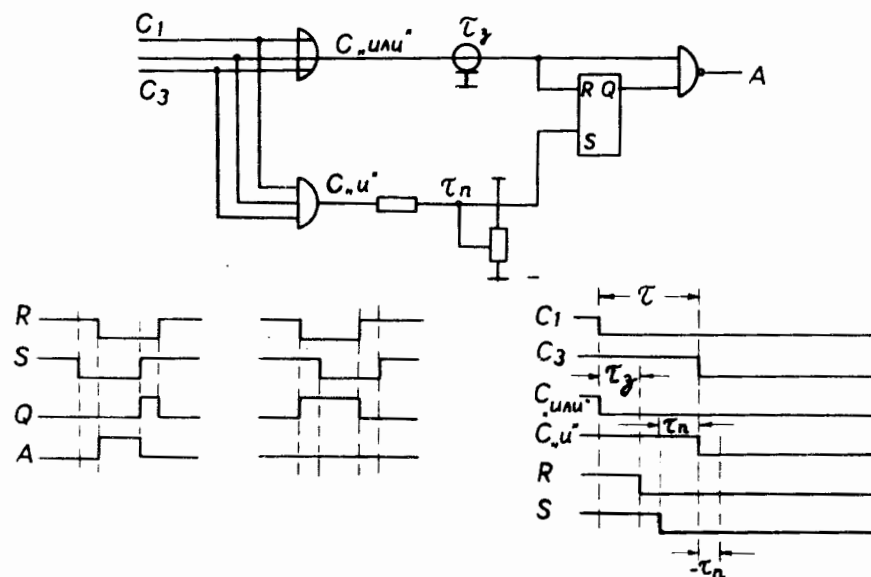 C1
C3
C„или"
τз
R Q
S
A
C„и"
τп
R
S
Q
A
τ
C1
C3
τз
C„или"
τп
C„и"
R
S
-τп